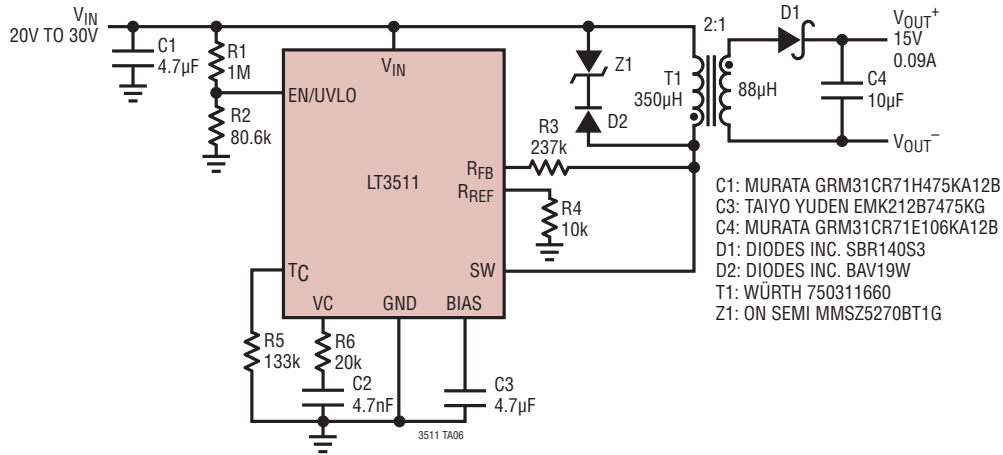 VIN
20V TO 30V
C1
4.7µF
R1
1M
R2
80.6k
VIN
EN/UVLO
LT3511
RFB
RREF
SW
TC
VC
GND
BIAS
Z1
D2
R3
237k
R4
10k
T1
350µH
2:1
88µH
D1
VOUT+
15V
0.09A
C4
10µF
VOUT–
R5
133k
R6
20k
C2
4.7nF
C3
4.7µF
3511 TA06
C1: MURATA GRM31CR71H475KA12B
C3: TAIYO YUDEN EMK212B7475KG
C4: MURATA GRM31CR71E106KA12B
D1: DIODES INC. SBR140S3
D2: DIODES INC. BAV19W
T1: WÜRTH 750311660
Z1: ON SEMI MMSZ5270BT1G